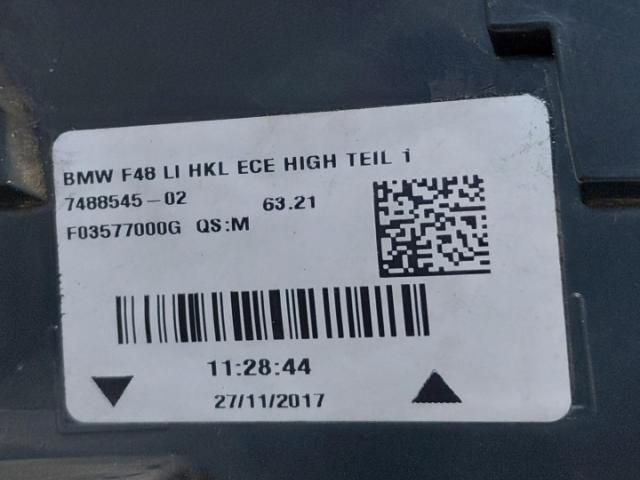 BMW F48 LI HKL ECE HIGH TEIL 1
7488545-02 63.21
F03577000G QS:M
11:28:44
27/11/2017